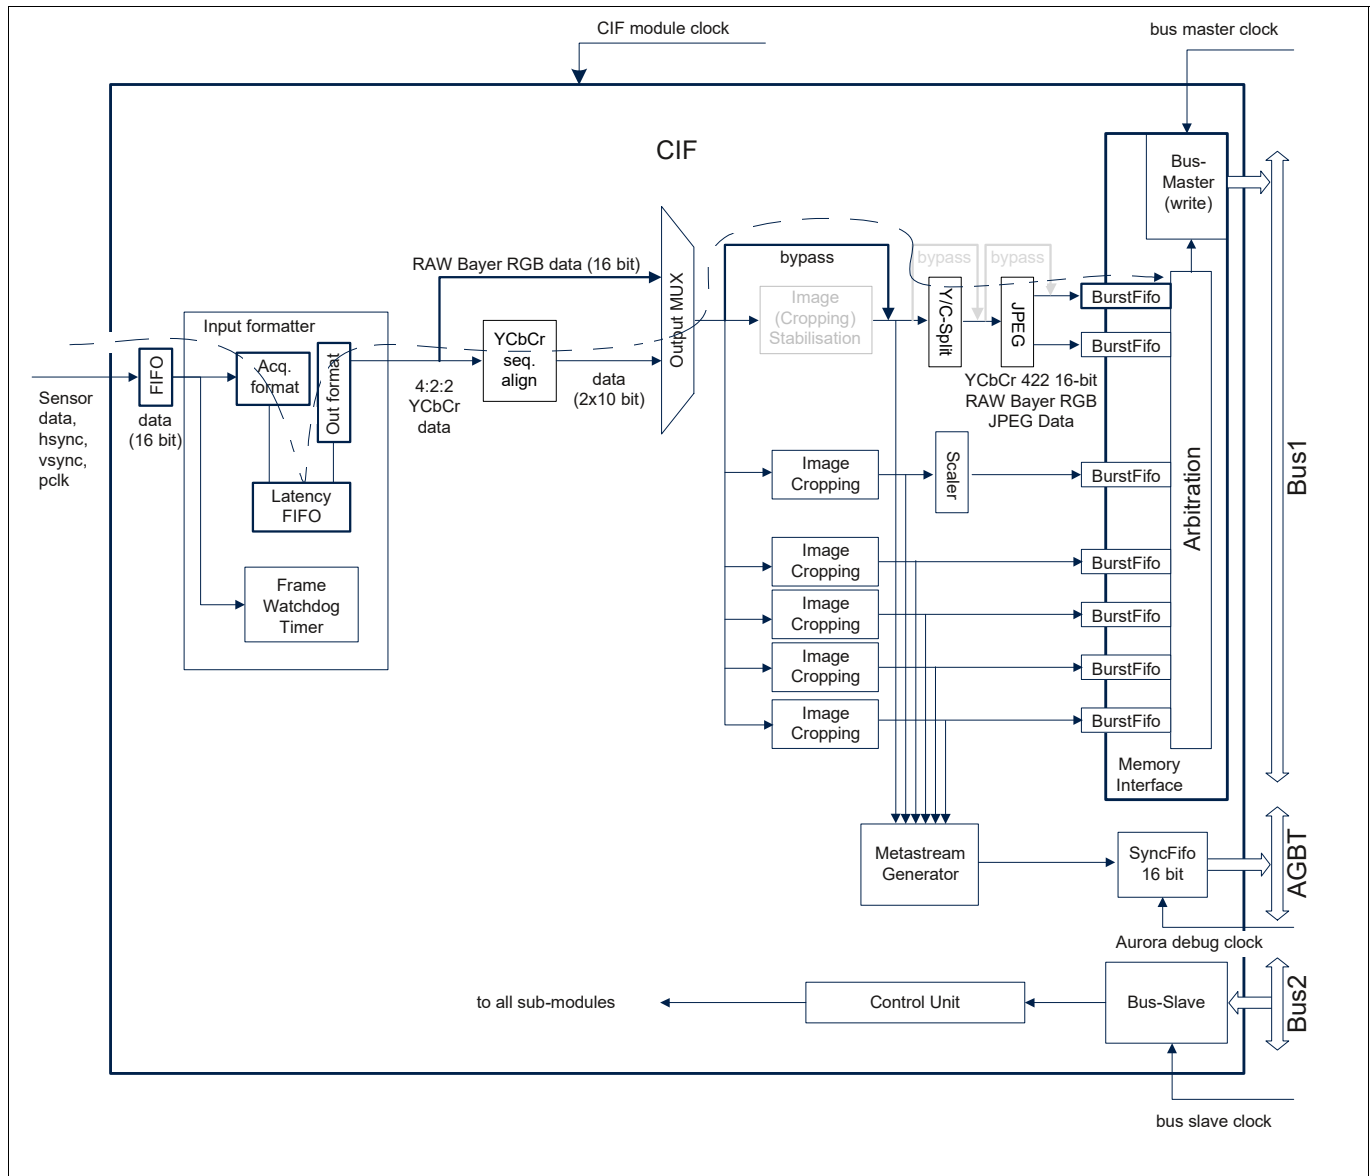 CIF module clock
bus master clock
CIF
Bus-
Master
(write)
RAW Bayer RGB data (16 bit)
bypass
bypass
bypass
Output MUX
Image
(Cropping)
Stabilisation
Y/C-Split
JPEG
BurstFifo
BurstFifo
Input formatter
FIFO
Acq.
format
Out format
YCbCr
seq.
align
Sensor
data,
hsync,
vsync,
pclk
data
(16 bit)
4:2:2
YCbCr
data
data
(2x10 bit)
YCbCr 422 16-bit
RAW Bayer RGB
JPEG Data
Latency
FIFO
Frame
Watchdog
Timer
Image
Cropping
Scaler
BurstFifo
Image
Cropping
BurstFifo
Image
Cropping
BurstFifo
Image
Cropping
BurstFifo
Image
Cropping
BurstFifo
Arbitration
Memory
Interface
Bus1
Metastream
Generator
SyncFifo
16 bit
AGBT
Aurora debug clock
to all sub-modules
Control Unit
Bus-Slave
Bus2
bus slave clock